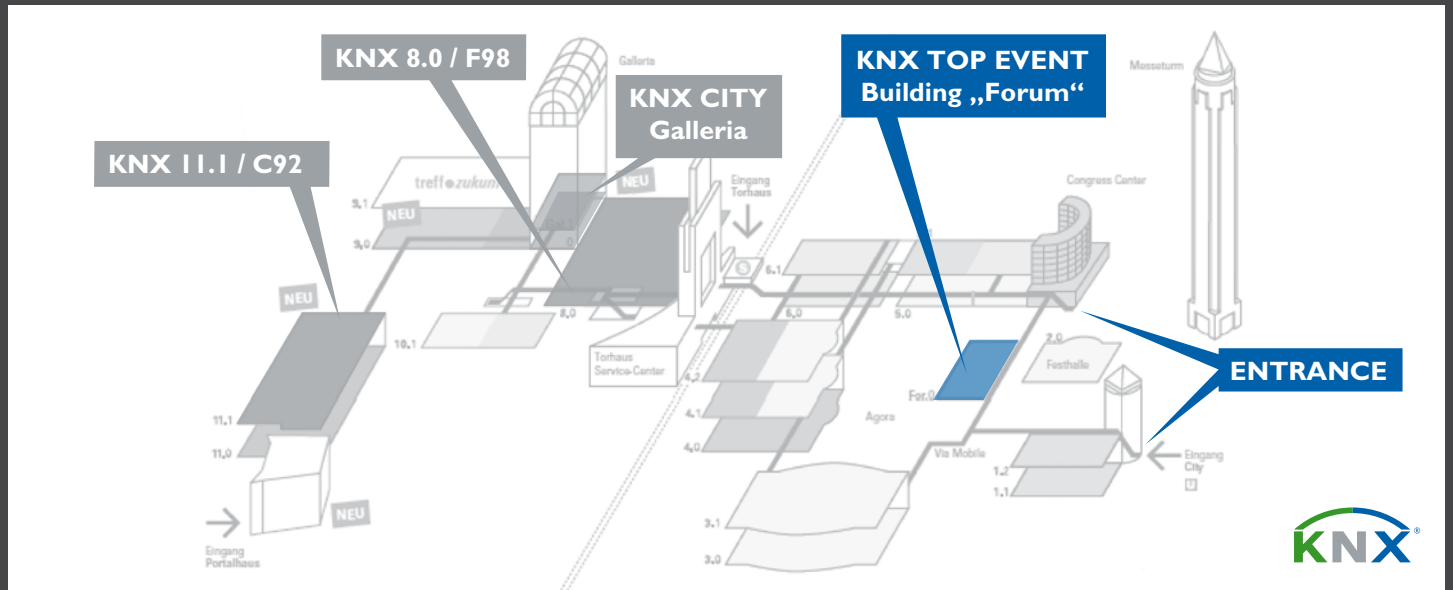 KNX 8.0 / F98
Galleria
KNX CITY
Galleria
KNX TOP EVENT
Building „Forum“
Messeturm
KNX 11.1 / C92
treff●zukun
NEU
Eingang
Torhaus
Congress Center
9.1
NEU
9.0
0
S
6.1
NEU
8.0
6.0
5.0
10.1
Torhaus
Service-Center
2.0
Festhalle
ENTRANCE
4.2
For.0
11.1
4.1
Agora
11.0
4.0
Via Mobile
Eingang
City
1.2
1.1
NEU
3.1
Eingang
Portalhaus
3.0
KNX®